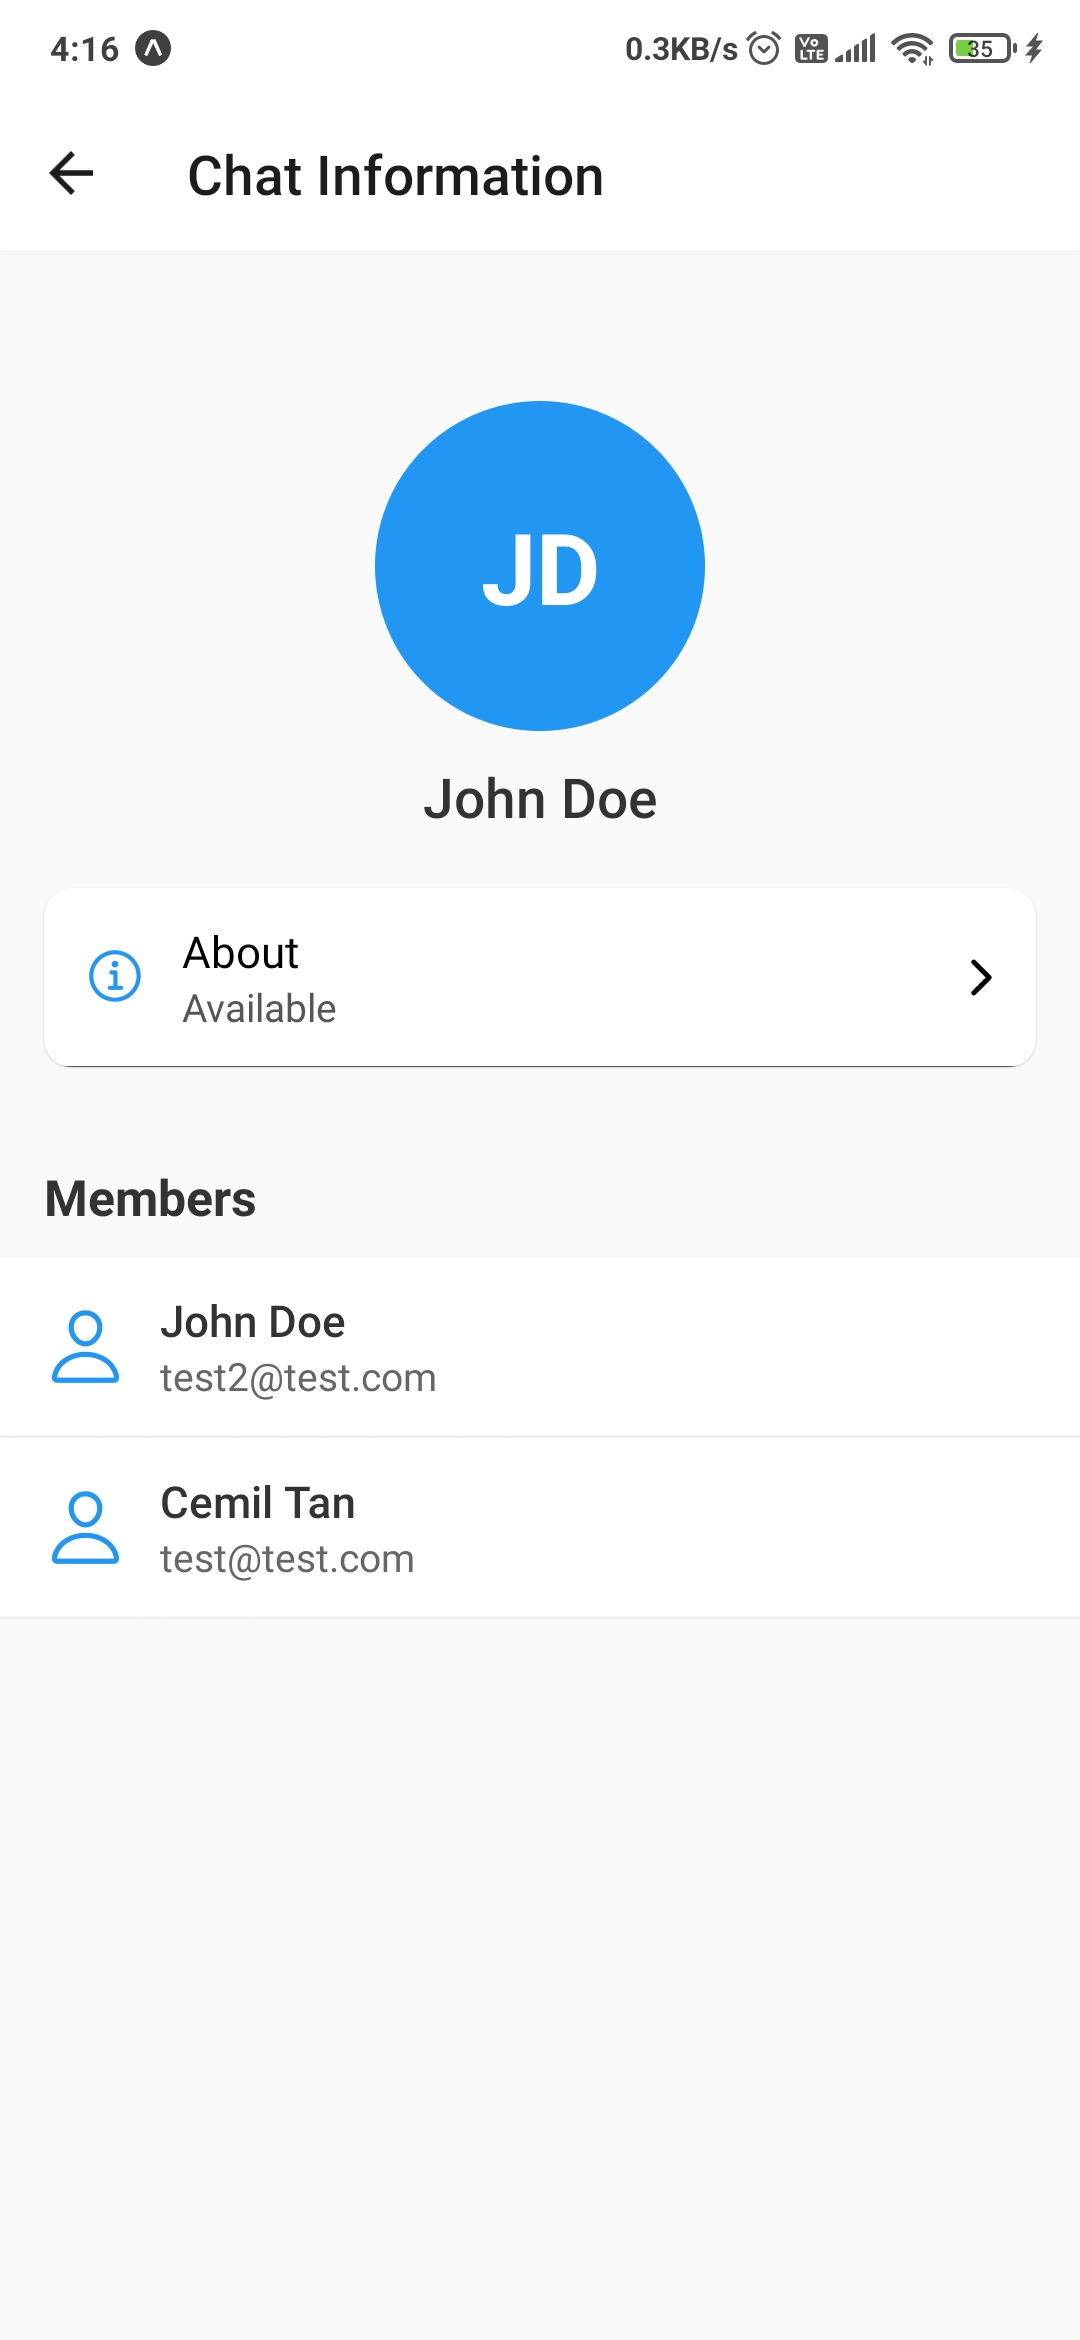 4:16 0.3KB/s Vo LTE 35
Chat Information
JD
John Doe
About
Available
Members
John Doe
test2@test.com
Cemil Tan
test@test.com